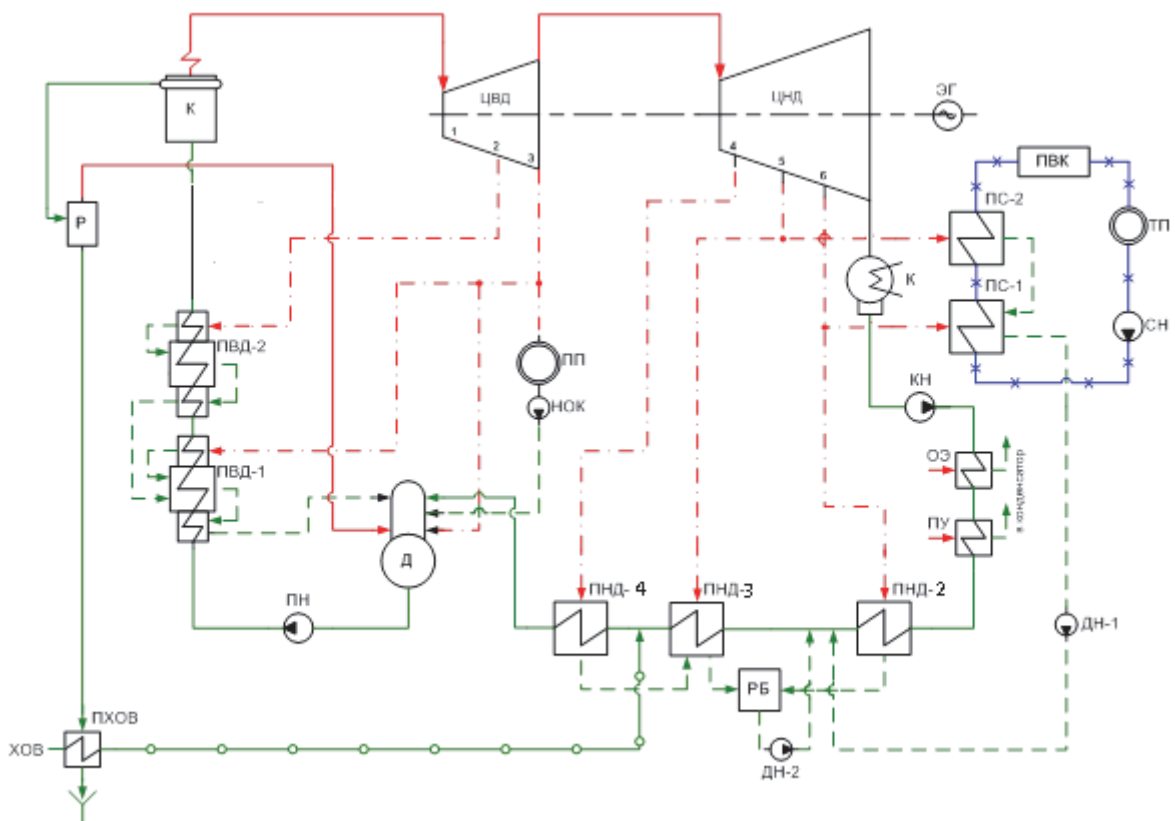 ЭГ
ЦВД
ЦНД
К
1
2
3
4
5
6
ПВК
ПС-2
ТП
Р
К
ПС-1
СН
ПВД-2
ПП
НОК
КН
ПВД-1
ОЭ
в конденсатор
ПУ
Д
ПН
ПНД- 4
ПНД-3
ПНД-2
ДН-1
РБ
ПХОВ
ХОВ
ДН-2